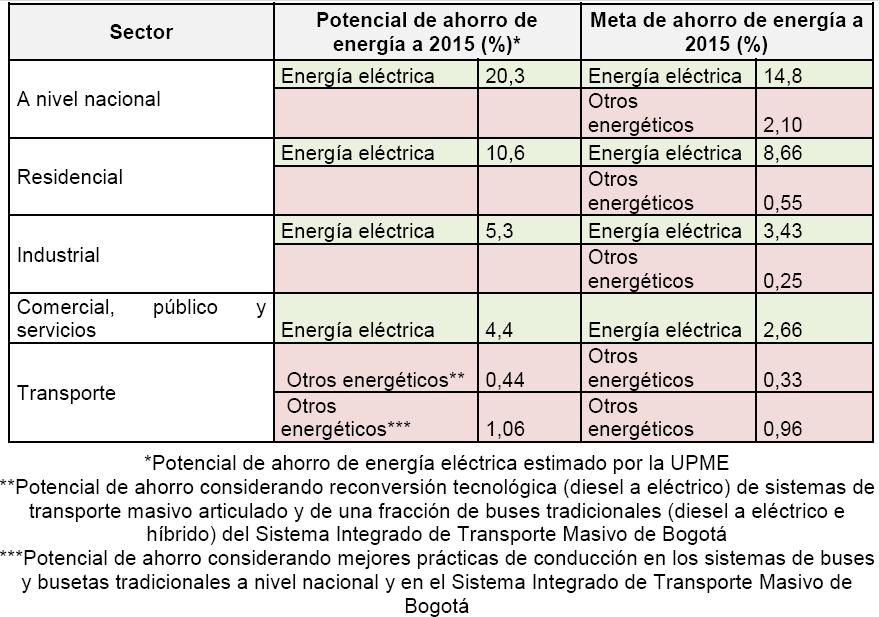 Sector
Potencial de ahorro de
energía a 2015 (%)*
Meta de ahorro de energía a
2015 (%)
A nivel nacional
Energía eléctrica 20,3
Energía eléctrica 14,8
Otros
energéticos 2,10
Residencial
Energía eléctrica 10,6
Energía eléctrica 8,66
Otros
energéticos 0,55
Industrial
Energía eléctrica 5,3
Energía eléctrica 3,43
Otros
energéticos 0,25
Comercial, público y
servicios
Energía eléctrica 4,4
Energía eléctrica 2,66
Transporte
Otros energéticos** 0,44
Otros
energéticos 0,33
Otros
energéticos*** 1,06
Otros
energéticos 0,96
*Potencial de ahorro de energía eléctrica estimado por la UPME
**Potencial de ahorro considerando reconversión tecnológica (diesel a eléctrico) de sistemas de
transporte masivo articulado y de una fracción de buses tradicionales (diesel a eléctrico e
híbrido) del Sistema Integrado de Transporte Masivo de Bogotá
***Potencial de ahorro considerando mejores prácticas de conducción en los sistemas de buses
y busetas tradicionales a nivel nacional y en el Sistema Integrado de Transporte Masivo de
Bogotá